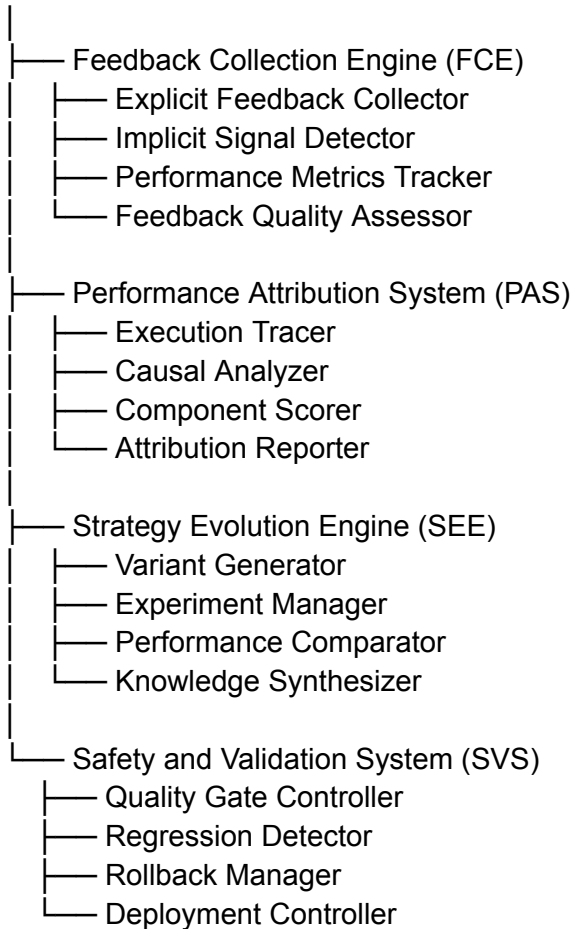 Feedback Collection Engine (FCE)
Explicit Feedback Collector
Implicit Signal Detector
Performance Metrics Tracker
Feedback Quality Assessor
Performance Attribution System (PAS)
Execution Tracer
Causal Analyzer
Component Scorer
Attribution Reporter
Strategy Evolution Engine (SEE)
Variant Generator
Experiment Manager
Performance Comparator
Knowledge Synthesizer
Safety and Validation System (SVS)
Quality Gate Controller
Regression Detector
Rollback Manager
Deployment Controller